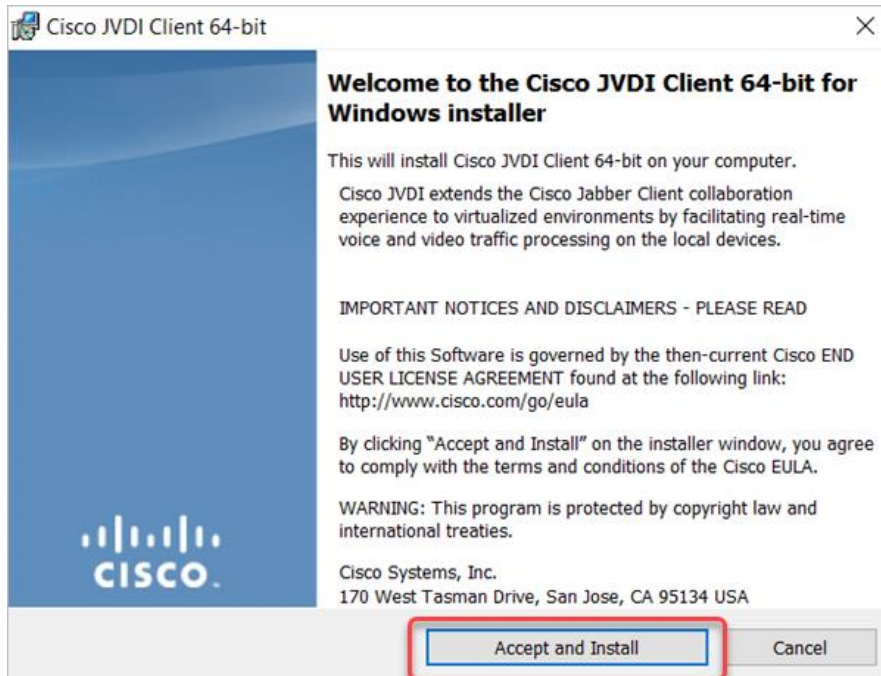 Cisco JVDI Client 64-bit
Welcome to the Cisco JVDI Client 64-bit for
Windows installer
This will install Cisco JVDI Client 64-bit on your computer.
Cisco JVDI extends the Cisco Jabber Client collaboration
experience to virtualized environments by facilitating real-time
voice and video traffic processing on the local devices.
IMPORTANT NOTICES AND DISCLAIMERS - PLEASE READ
Use of this Software is governed by the then-current Cisco END
USER LICENSE AGREEMENT found at the following link:
http://www.cisco.com/go/eula
By clicking “Accept and Install” on the installer window, you agree
to comply with the terms and conditions of the Cisco EULA.
WARNING: This program is protected by copyright law and
international treaties.
Cisco Systems, Inc.
170 West Tasman Drive, San Jose, CA 95134 USA
CISCO.
Accept and Install
Cancel